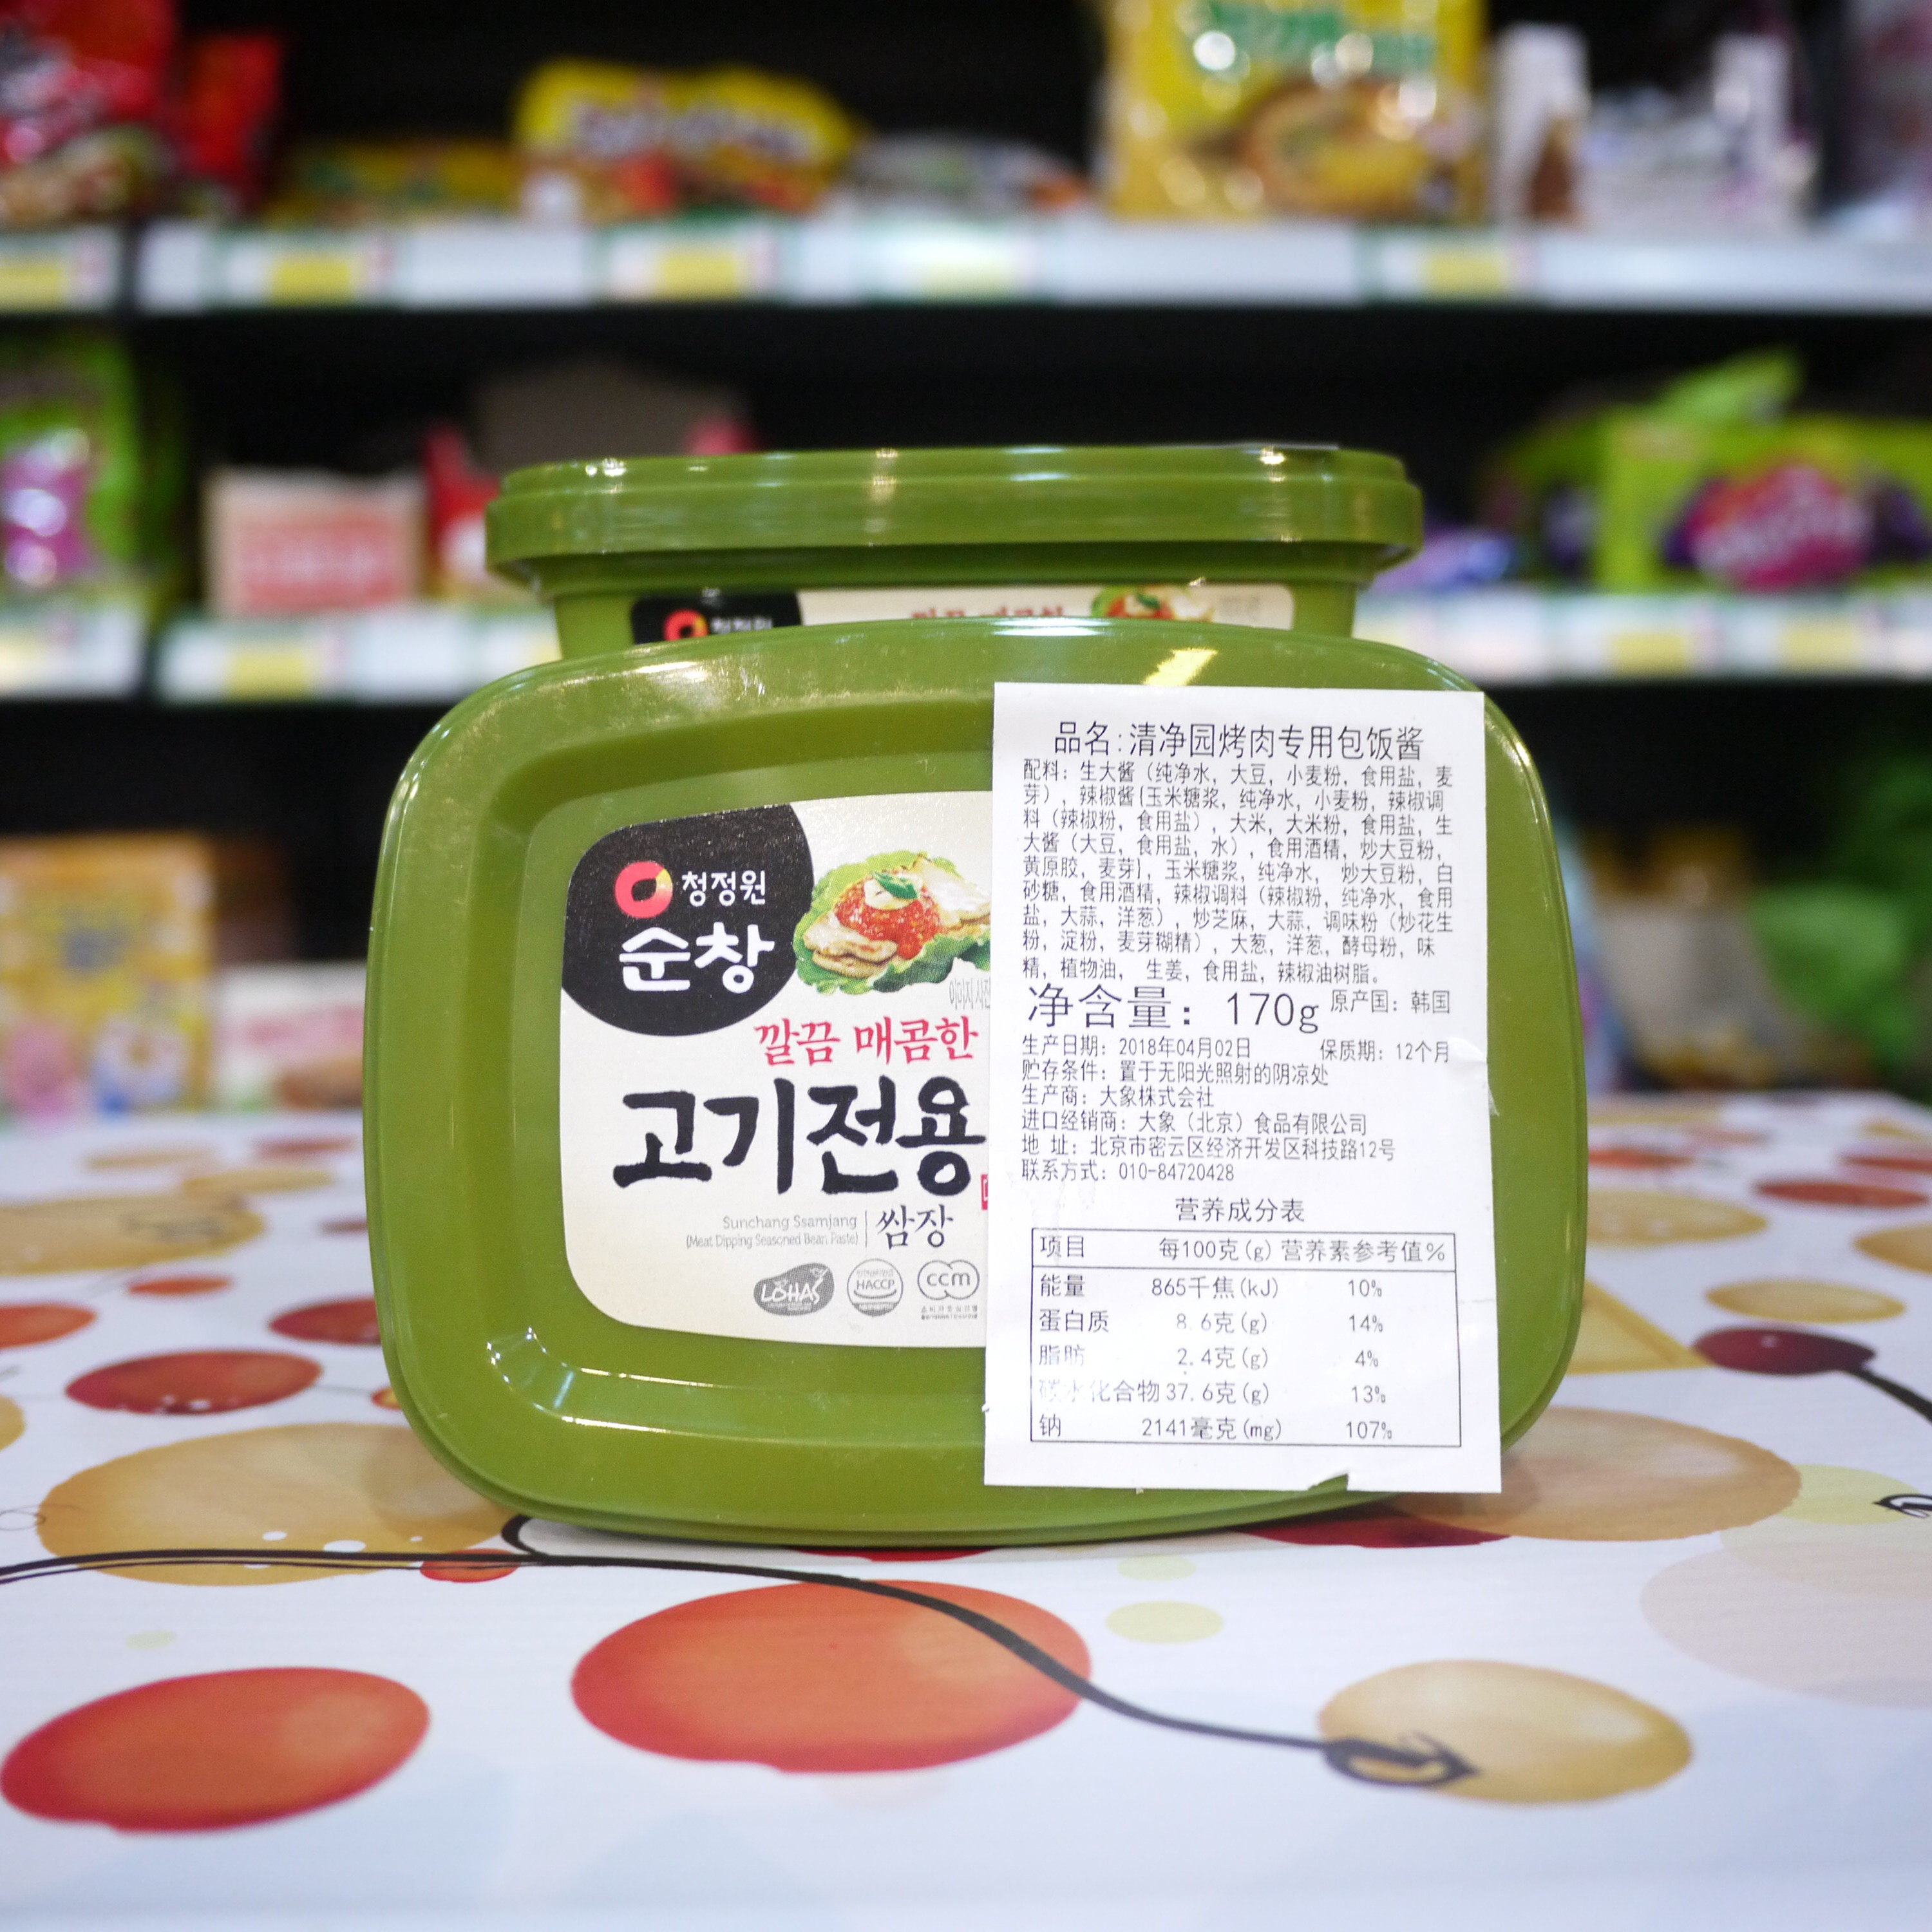 청정원
순창
깔끔 매콤한
고기전용
Sunchang Ssamjang
(Meat Dipping Seasoned Bean Paste)
쌈장
LOHAS
HACCP
ccm
品名:清净园烤肉专用包饭酱
配料: 生大酱 (纯净水, 大豆, 小麦粉, 食用盐, 麦
芽) , 辣椒酱{玉米糖浆, 纯净水, 小麦粉, 辣椒调
料 (辣椒粉, 食用盐) , 大米, 大米粉, 食用盐, 生
大酱 (大豆, 食用盐, 水) , 食用酒精, 炒大豆粉,
黄原胶, 麦芽}, 玉米糖浆, 纯净水, 炒大豆粉, 白
砂糖, 食用酒精, 辣椒调料 (辣椒粉, 纯净水, 食用
盐, 大蒜, 洋葱) , 炒芝麻, 大蒜, 调味粉 (炒花生
粉, 淀粉, 麦芽糊精) , 大葱, 洋葱, 酵母粉, 味
精, 植物油, 生姜, 食用盐, 辣椒油树脂。
净含量: 170g 原产国: 韩国
生产日期: 2018年04月02日 保质期: 12个月
贮存条件: 置于无阳光照射的阴凉处
生产商: 大象株式会社
进口经销商: 大象 (北京) 食品有限公司
地 址: 北京市密云区经济开发区科技路12号
联系方式: 010-84720428
营养成分表
项目 每100克(g) 营养素参考值%
能量 865千焦(kJ) 10%
蛋白质 8.6克(g) 14%
脂肪 2.4克(g) 4%
碳水化合物 37.6克(g) 13%
钠 2141毫克(mg) 107%